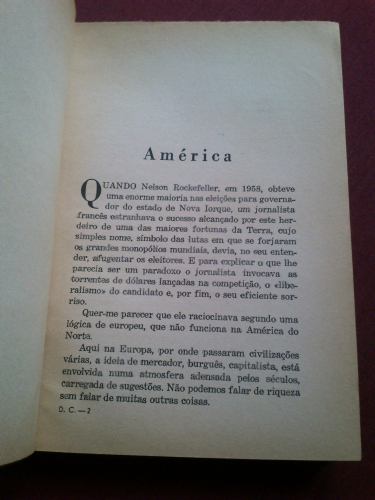 América
QUANDO Nelson Rockefeller, em 1958, obteve
uma enorme maioria nas eleições para governa-
dor do estado de Nova Iorque, um jornalista
francês estranhava o sucesso alcançado por este her-
deiro de uma das maiores fortunas da Terra, cujo
simples nome, símbolo das lutas em que se forjaram
os grandes monopólios mundiais, devia, no seu enten-
der, afugentar os eleitores. E para explicar o que lhe
parecia ser um paradoxo o jornalista invocava as
torrentes de dólares lançadas na competição, o «libe-
ralismo» do candidato e, por fim, o seu eficiente sor-
riso.
Quer-me parecer que ele raciocinava segundo uma
lógica de europeu, que não funciona na América do
Norte.
Aqui na Europa, por onde passaram civilizações
várias, a ideia de mercador, burguês, capitalista, está
envolvida numa atmosfera adensada pelos séculos,
carregada de sugestões. Não podemos falar de riqueza
sem falar de muitas outras coisas.
D. C. — 2